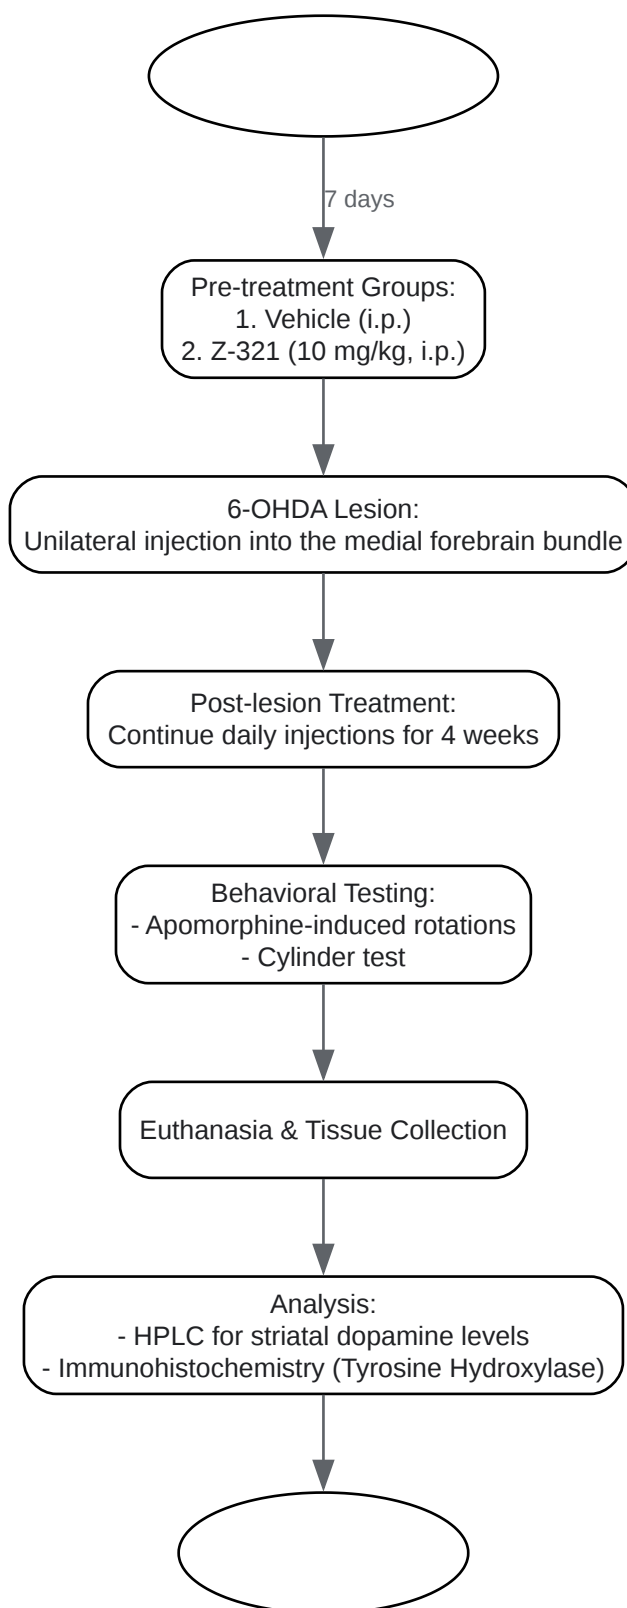 7 days
Pre-treatment Groups:
1. Vehicle (i.p.)
2. Z-321 (10 mg/kg, i.p.)
6-OHDA Lesion:
Unilateral injection into the medial forebrain bundle
Post-lesion Treatment:
Continue daily injections for 4 weeks
Behavioral Testing:
- Apomorphine-induced rotations
- Cylinder test
Euthanasia & Tissue Collection
Analysis:
- HPLC for striatal dopamine levels
- Immunohistochemistry (Tyrosine Hydroxylase)